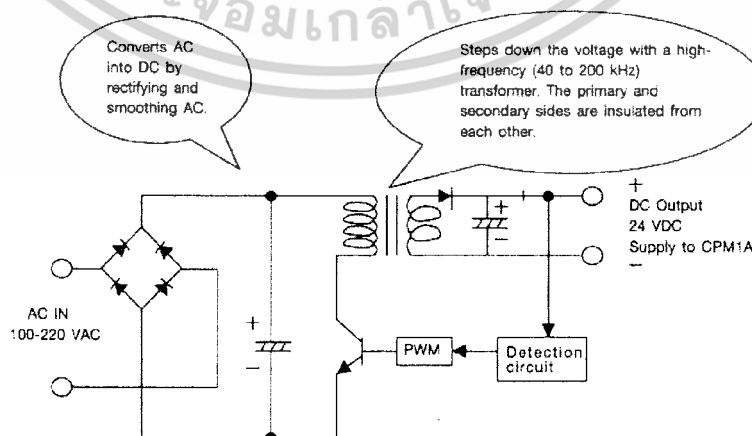 Converts AC
into DC by
rectifying and
smoothing AC.
Steps down the voltage with a high-
frequency (40 to 200 kHz)
transformer. The primary and
secondary sides are insulated from
each other.
+
DC Output
24 VDC
Supply to CPM1A
−
+
−
AC IN
100-220 VAC
+
−
PWM
Detection
circuit